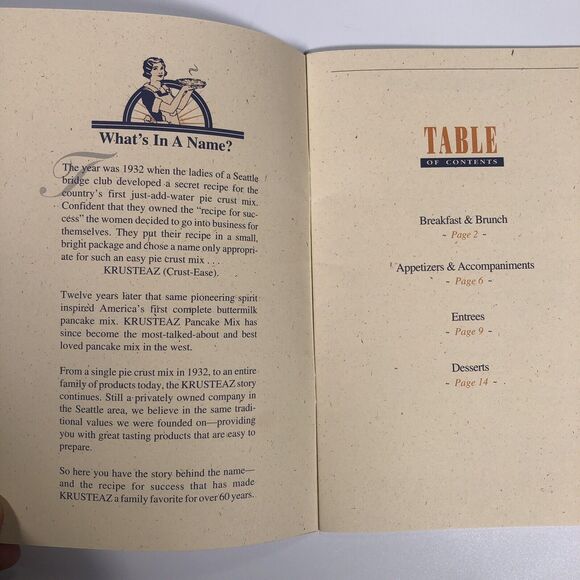 What's In A Name?
The year was 1932 when the ladies of a Seattle
bridge club developed a secret recipe for the
country's first just-add-water pie crust mix.
Confident that they owned the "recipe for suc-
cess" the women decided to go into business for
themselves. They put their recipe in a small,
bright package and chose a name only appropri-
ate for such an easy pie crust mix . . .
KRUSTEAZ (Crust-Ease).
Twelve years later that same pioneering spirit
inspired America's first complete buttermilk
pancake mix. KRUSTEAZ Pancake Mix has
since become the most-talked-about and best
loved pancake mix in the west.
From a single pie crust mix in 1932, to an entire
family of products today, the KRUSTEAZ story
continues. Still a privately owned company in
the Seattle area, we believe in the same tradi-
tional values we were founded on—providing
you with great tasting products that are easy to
prepare.
So here you have the story behind the name—
and the recipe for success that has made
KRUSTEAZ a family favorite for over 60 years.
TABLE
OF CONTENTS
Breakfast & Brunch
~ Page 2 ~
Appetizers & Accompaniments
~ Page 6 ~
Entrees
~ Page 9 ~
Desserts
~ Page 14 ~